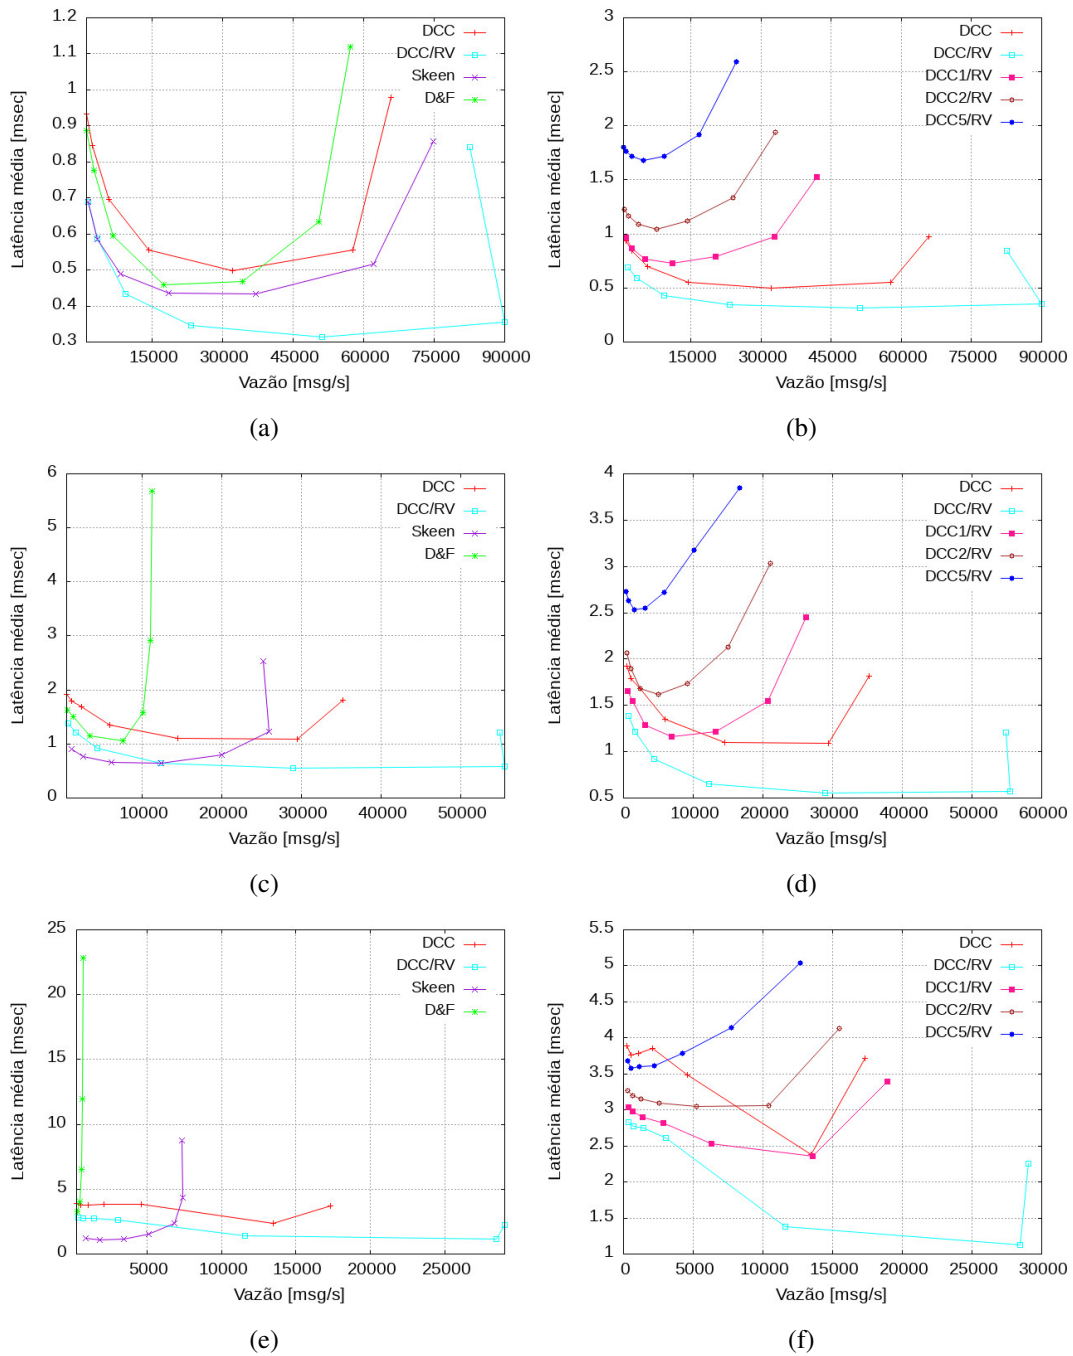 1.2
1.1
1
0.9
0.8
0.7
0.6
0.5
0.4
0.3
Latência média [msec]
DCC
DCC/RV
Skeen
D&F
15000 30000 45000 60000 75000 90000
Vazão [msg/s]
(a)
3
2.5
2
1.5
1
0.5
0
Latência média [msec]
DCC
DCC/RV
DCC1/RV
DCC2/RV
DCC5/RV
15000 30000 45000 60000 75000 90000
Vazão [msg/s]
(b)
6
5
4
3
2
1
0
Latência média [msec]
DCC
DCC/RV
Skeen
D&F
10000 20000 30000 40000 50000
Vazão [msg/s]
(c)
4
3.5
3
2.5
2
1.5
1
0.5
Latência média [msec]
DCC
DCC/RV
DCC1/RV
DCC2/RV
DCC5/RV
0 10000 20000 30000 40000 50000 60000
Vazão [msg/s]
(d)
25
20
15
10
5
0
Latência média [msec]
DCC
DCC/RV
Skeen
D&F
5000 10000 15000 20000 25000
Vazão [msg/s]
(e)
5.5
5
4.5
4
3.5
3
2.5
2
1.5
1
Latência média [msec]
DCC
DCC/RV
DCC1/RV
DCC2/RV
DCC5/RV
0 5000 10000 15000 20000 25000 30000
Vazão [msg/s]
(f)